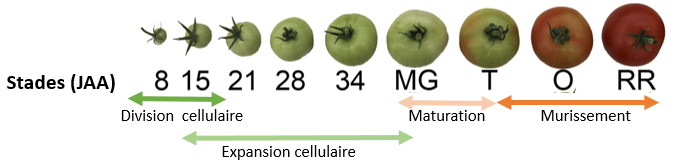 Stades (JAA) 8 15 21 28 34 MG T O RR
Division cellulaire Maturation Murissement
Expansion cellulaire